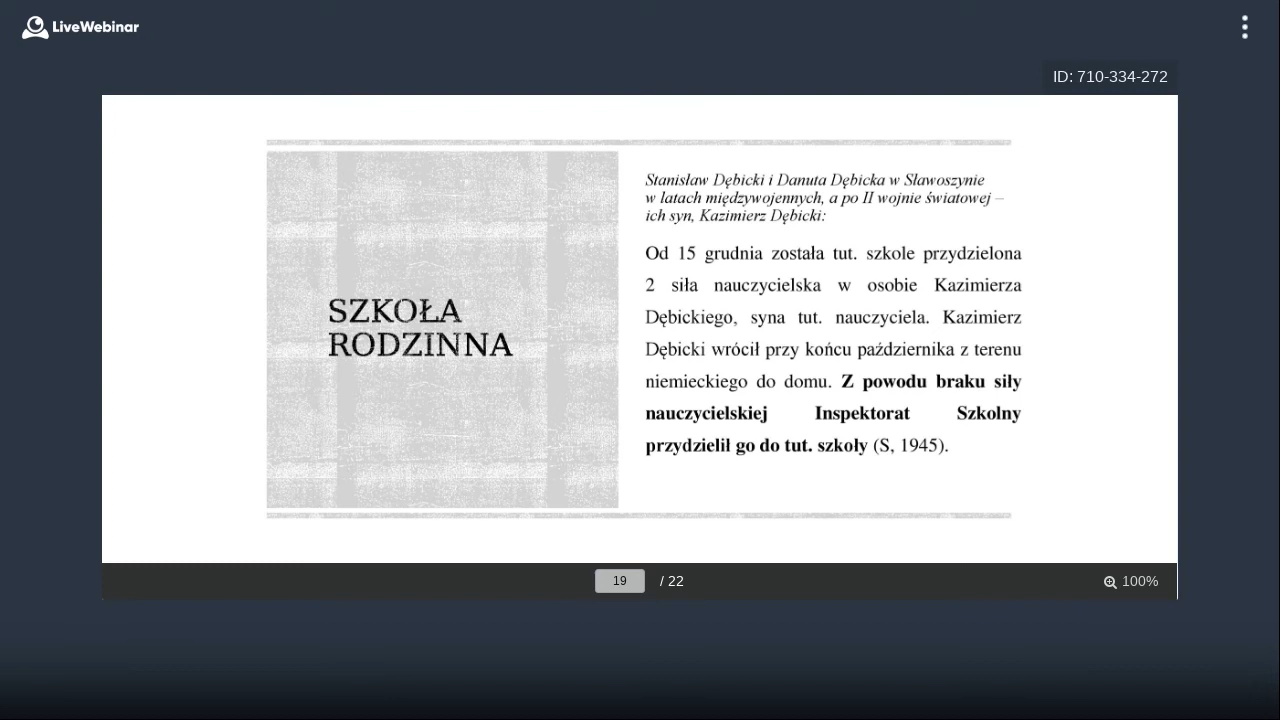 LiveWebinar
ID: 710-334-272
SZKOŁA
RODZINNA
Stanisław Dębicki i Danuta Dębicka w Sławoszynie
w latach międzywojennych, a po II wojnie światowej –
ich syn, Kazimierz Dębicki:
Od 15 grudnia została tut. szkole przydzielona
2 siła nauczycielska w osobie Kazimierza
Dębickiego, syna tut. nauczyciela. Kazimierz
Dębicki wrócił przy końcu października z terenu
niemieckiego do domu. Z powodu braku siły
nauczycielskiej Inspektorat Szkolny
przydzielił go do tut. szkoły (S, 1945).
19 / 22
100%